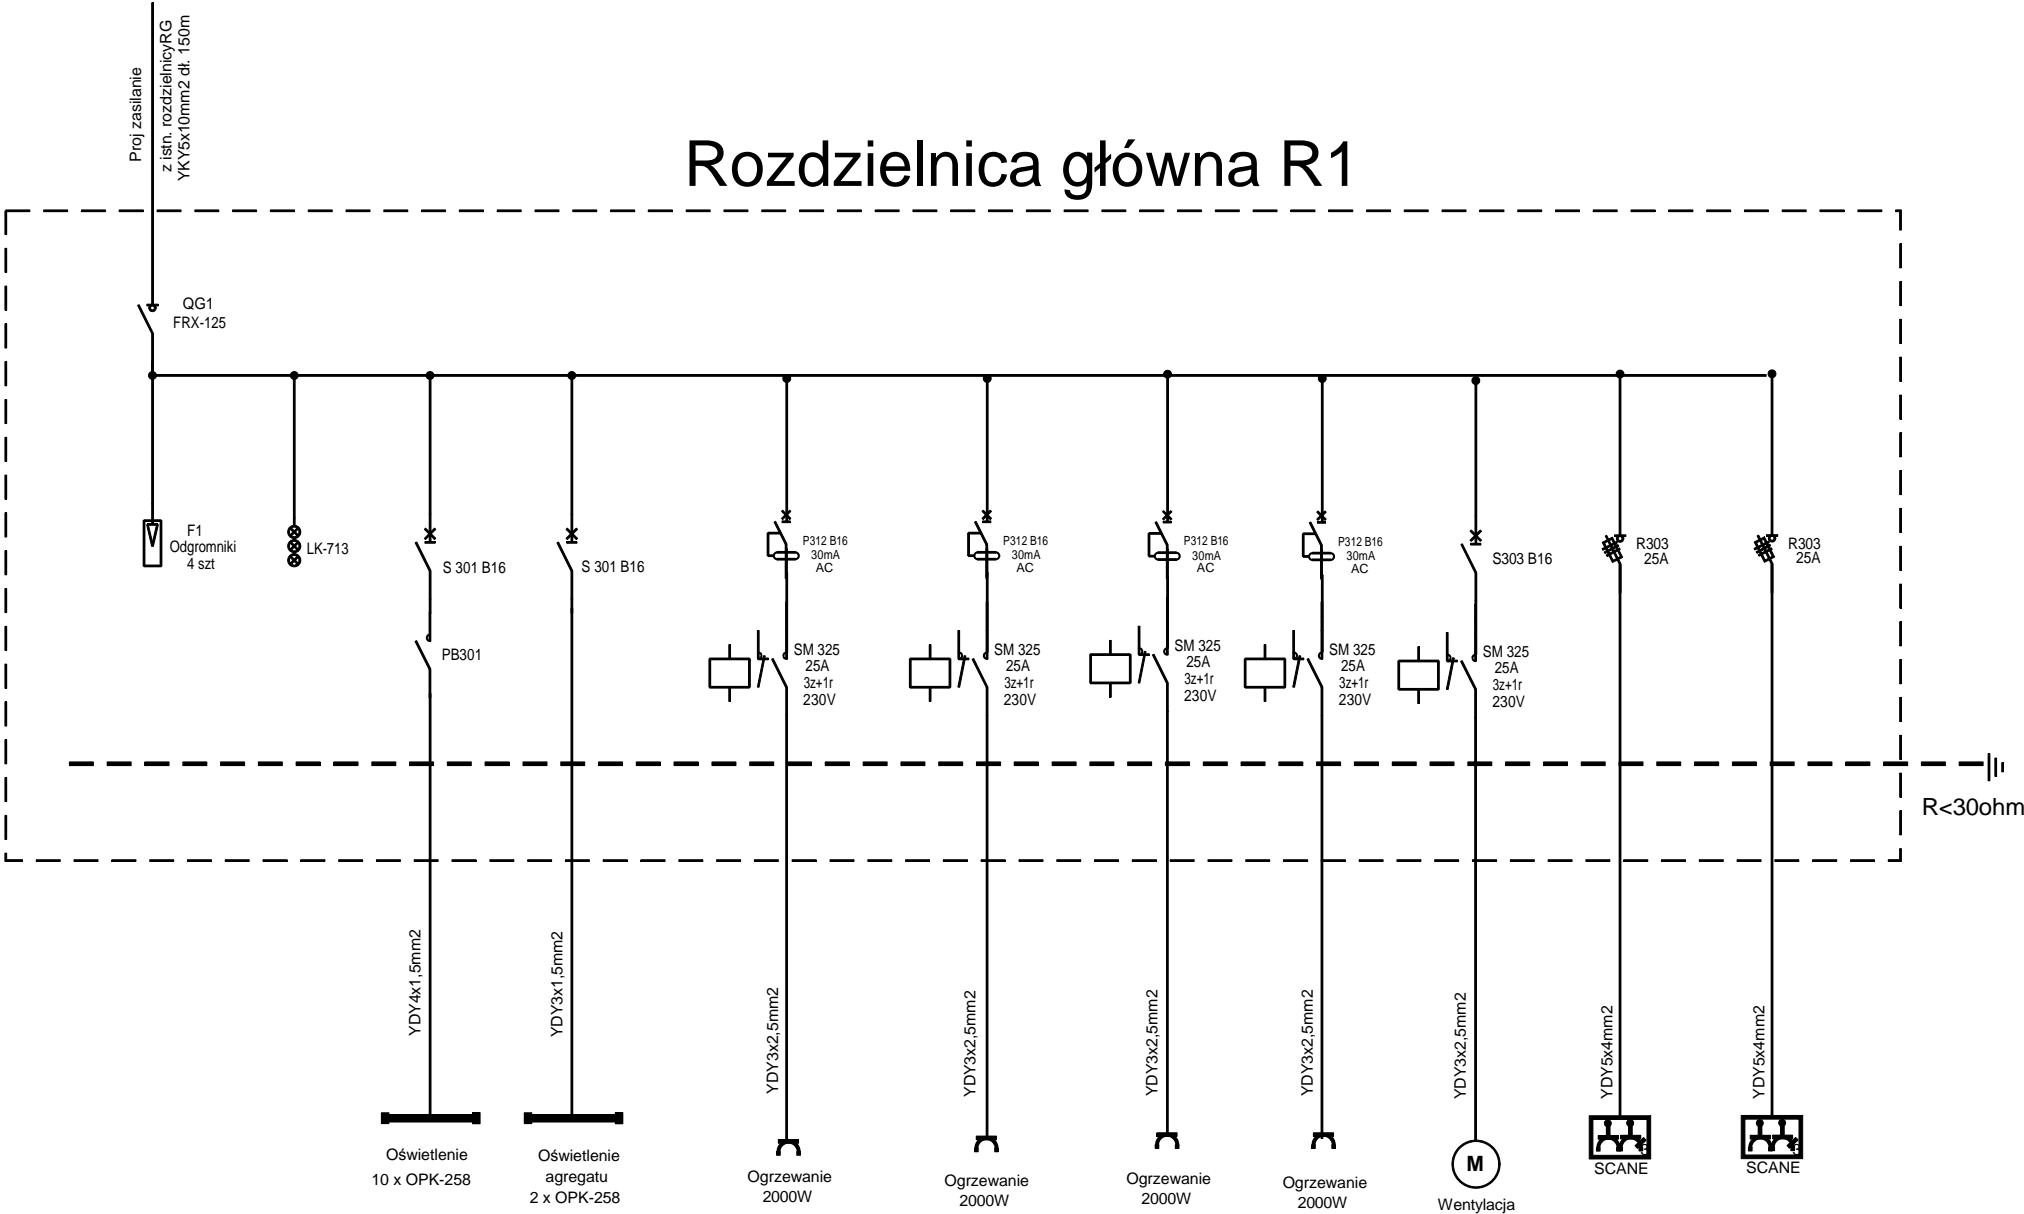 Proj zasilanie
z istn. rozdzielnicyRG
YKY5x10mm2 dł. 150m
Rozdzielnica główna R1
QG1
FRX-125
F1
Odgromniki
4 szt
LK-713
S 301 B16
PB301
S 301 B16
P312 B16
30mA
AC
SM 325
25A
3z+1r
230V
P312 B16
30mA
AC
SM 325
25A
3z+1r
230V
P312 B16
30mA
AC
SM 325
25A
3z+1r
230V
P312 B16
30mA
AC
SM 325
25A
3z+1r
230V
S303 B16
SM 325
25A
3z+1r
230V
R303
25A
R303
25A
R<30ohm
YDY4x1,5mm2
YDY3x1,5mm2
YDY3x2,5mm2
YDY3x2,5mm2
YDY3x2,5mm2
YDY3x2,5mm2
YDY3x2,5mm2
YDY5x4mm2
YDY5x4mm2
Oświetlenie
10 x OPK-258
Oświetlenie
agregatu
2 x OPK-258
Ogrzewanie
2000W
Ogrzewanie
2000W
Ogrzewanie
2000W
Ogrzewanie
2000W
M
Wentylacja
SCANE
SCANE